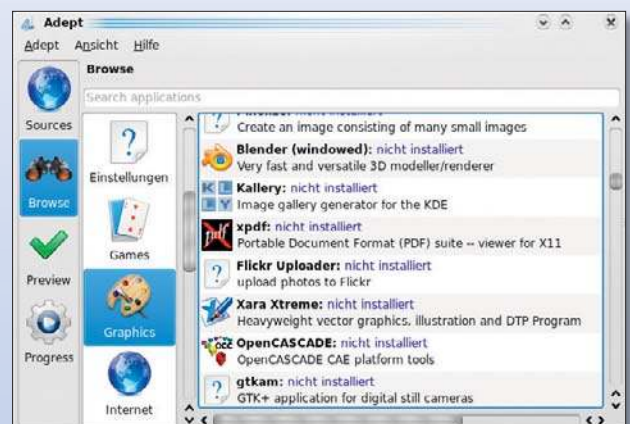 Adept
Adept Ansicht Hilfe
Browse
Search applications
Sources
Browse
Preview
Progress
Einstellungen
Games
Graphics
Internet
nicht installiert
Create an image consisting of many small images
Blender (windowed): nicht installiert
Very fast and versatile 3D modeller/renderer
Kallery: nicht installiert
Image gallery generator for the KDE
xpdf: nicht installiert
Portable Document Format (PDF) suite -- viewer for X11
Flickr Uploader: nicht installiert
upload photos to Flickr
Xara Xtreme: nicht installiert
Heavyweight vector graphics, illustration and DTP Program
OpenCASCADE: nicht installiert
OpenCASCADE CAE platform tools
gtkam: nicht installiert
GTK+ application for digital still cameras